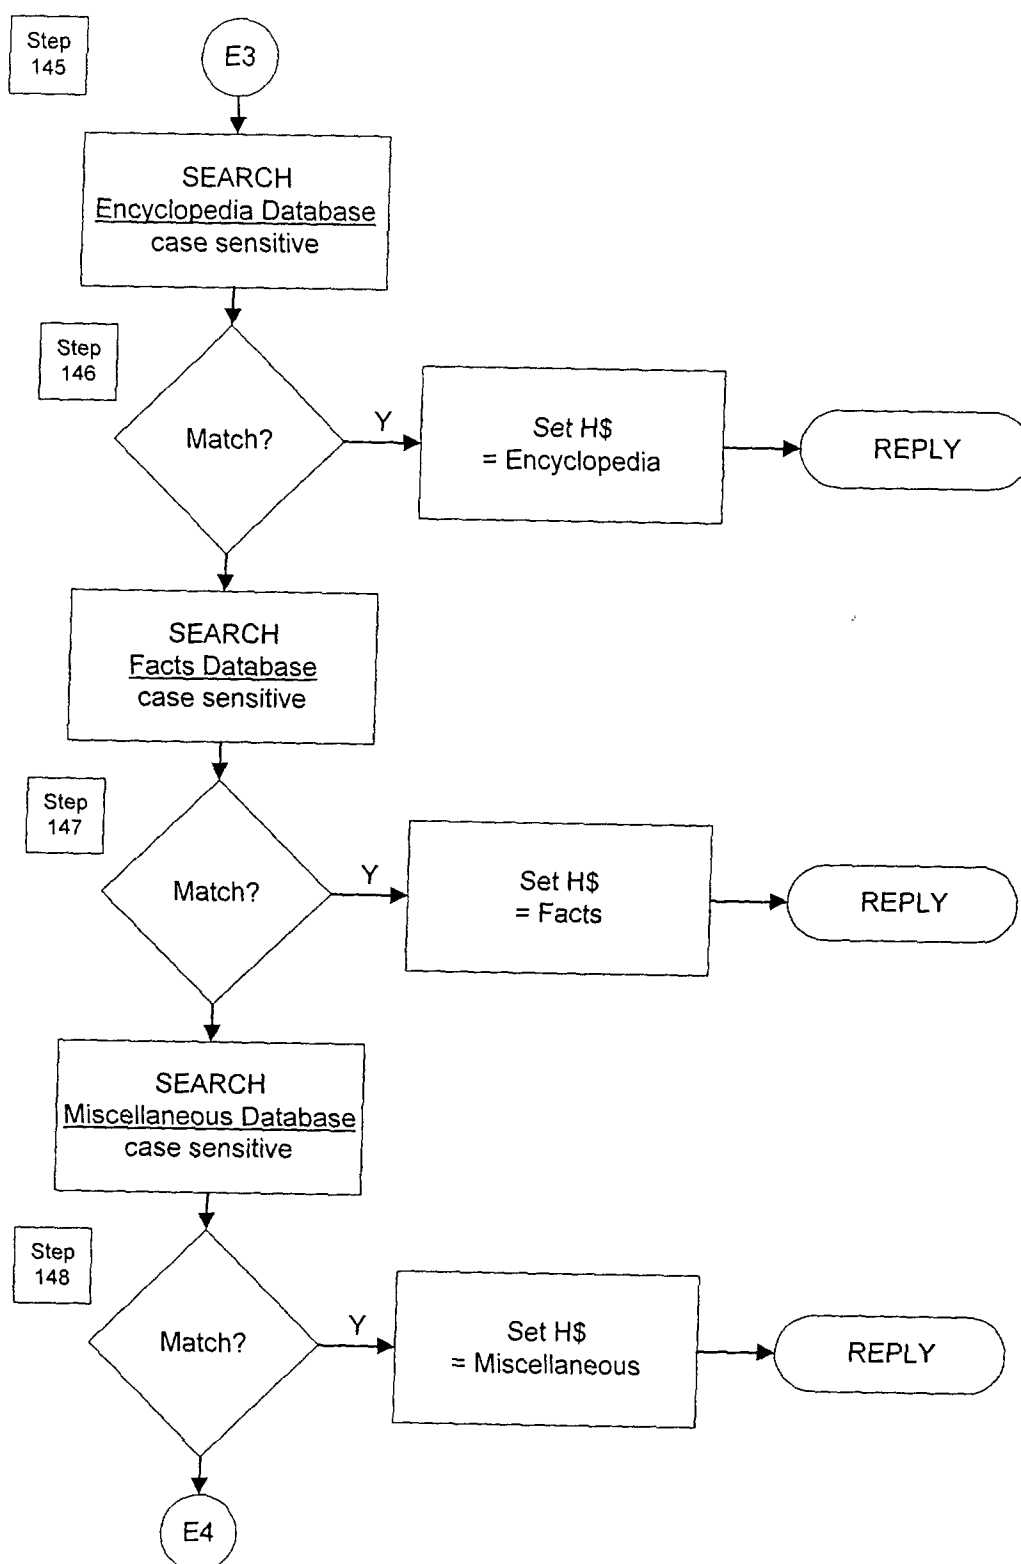 Step
145
E3
SEARCH
Encyclopedia Database
case sensitive
Step
146
Match?
Y
Set H$
= Encyclopedia
REPLY
SEARCH
Facts Database
case sensitive
Step
147
Match?
Y
Set H$
= Facts
REPLY
SEARCH
Miscellaneous Database
case sensitive
Step
148
Match?
Y
Set H$
= Miscellaneous
REPLY
E4